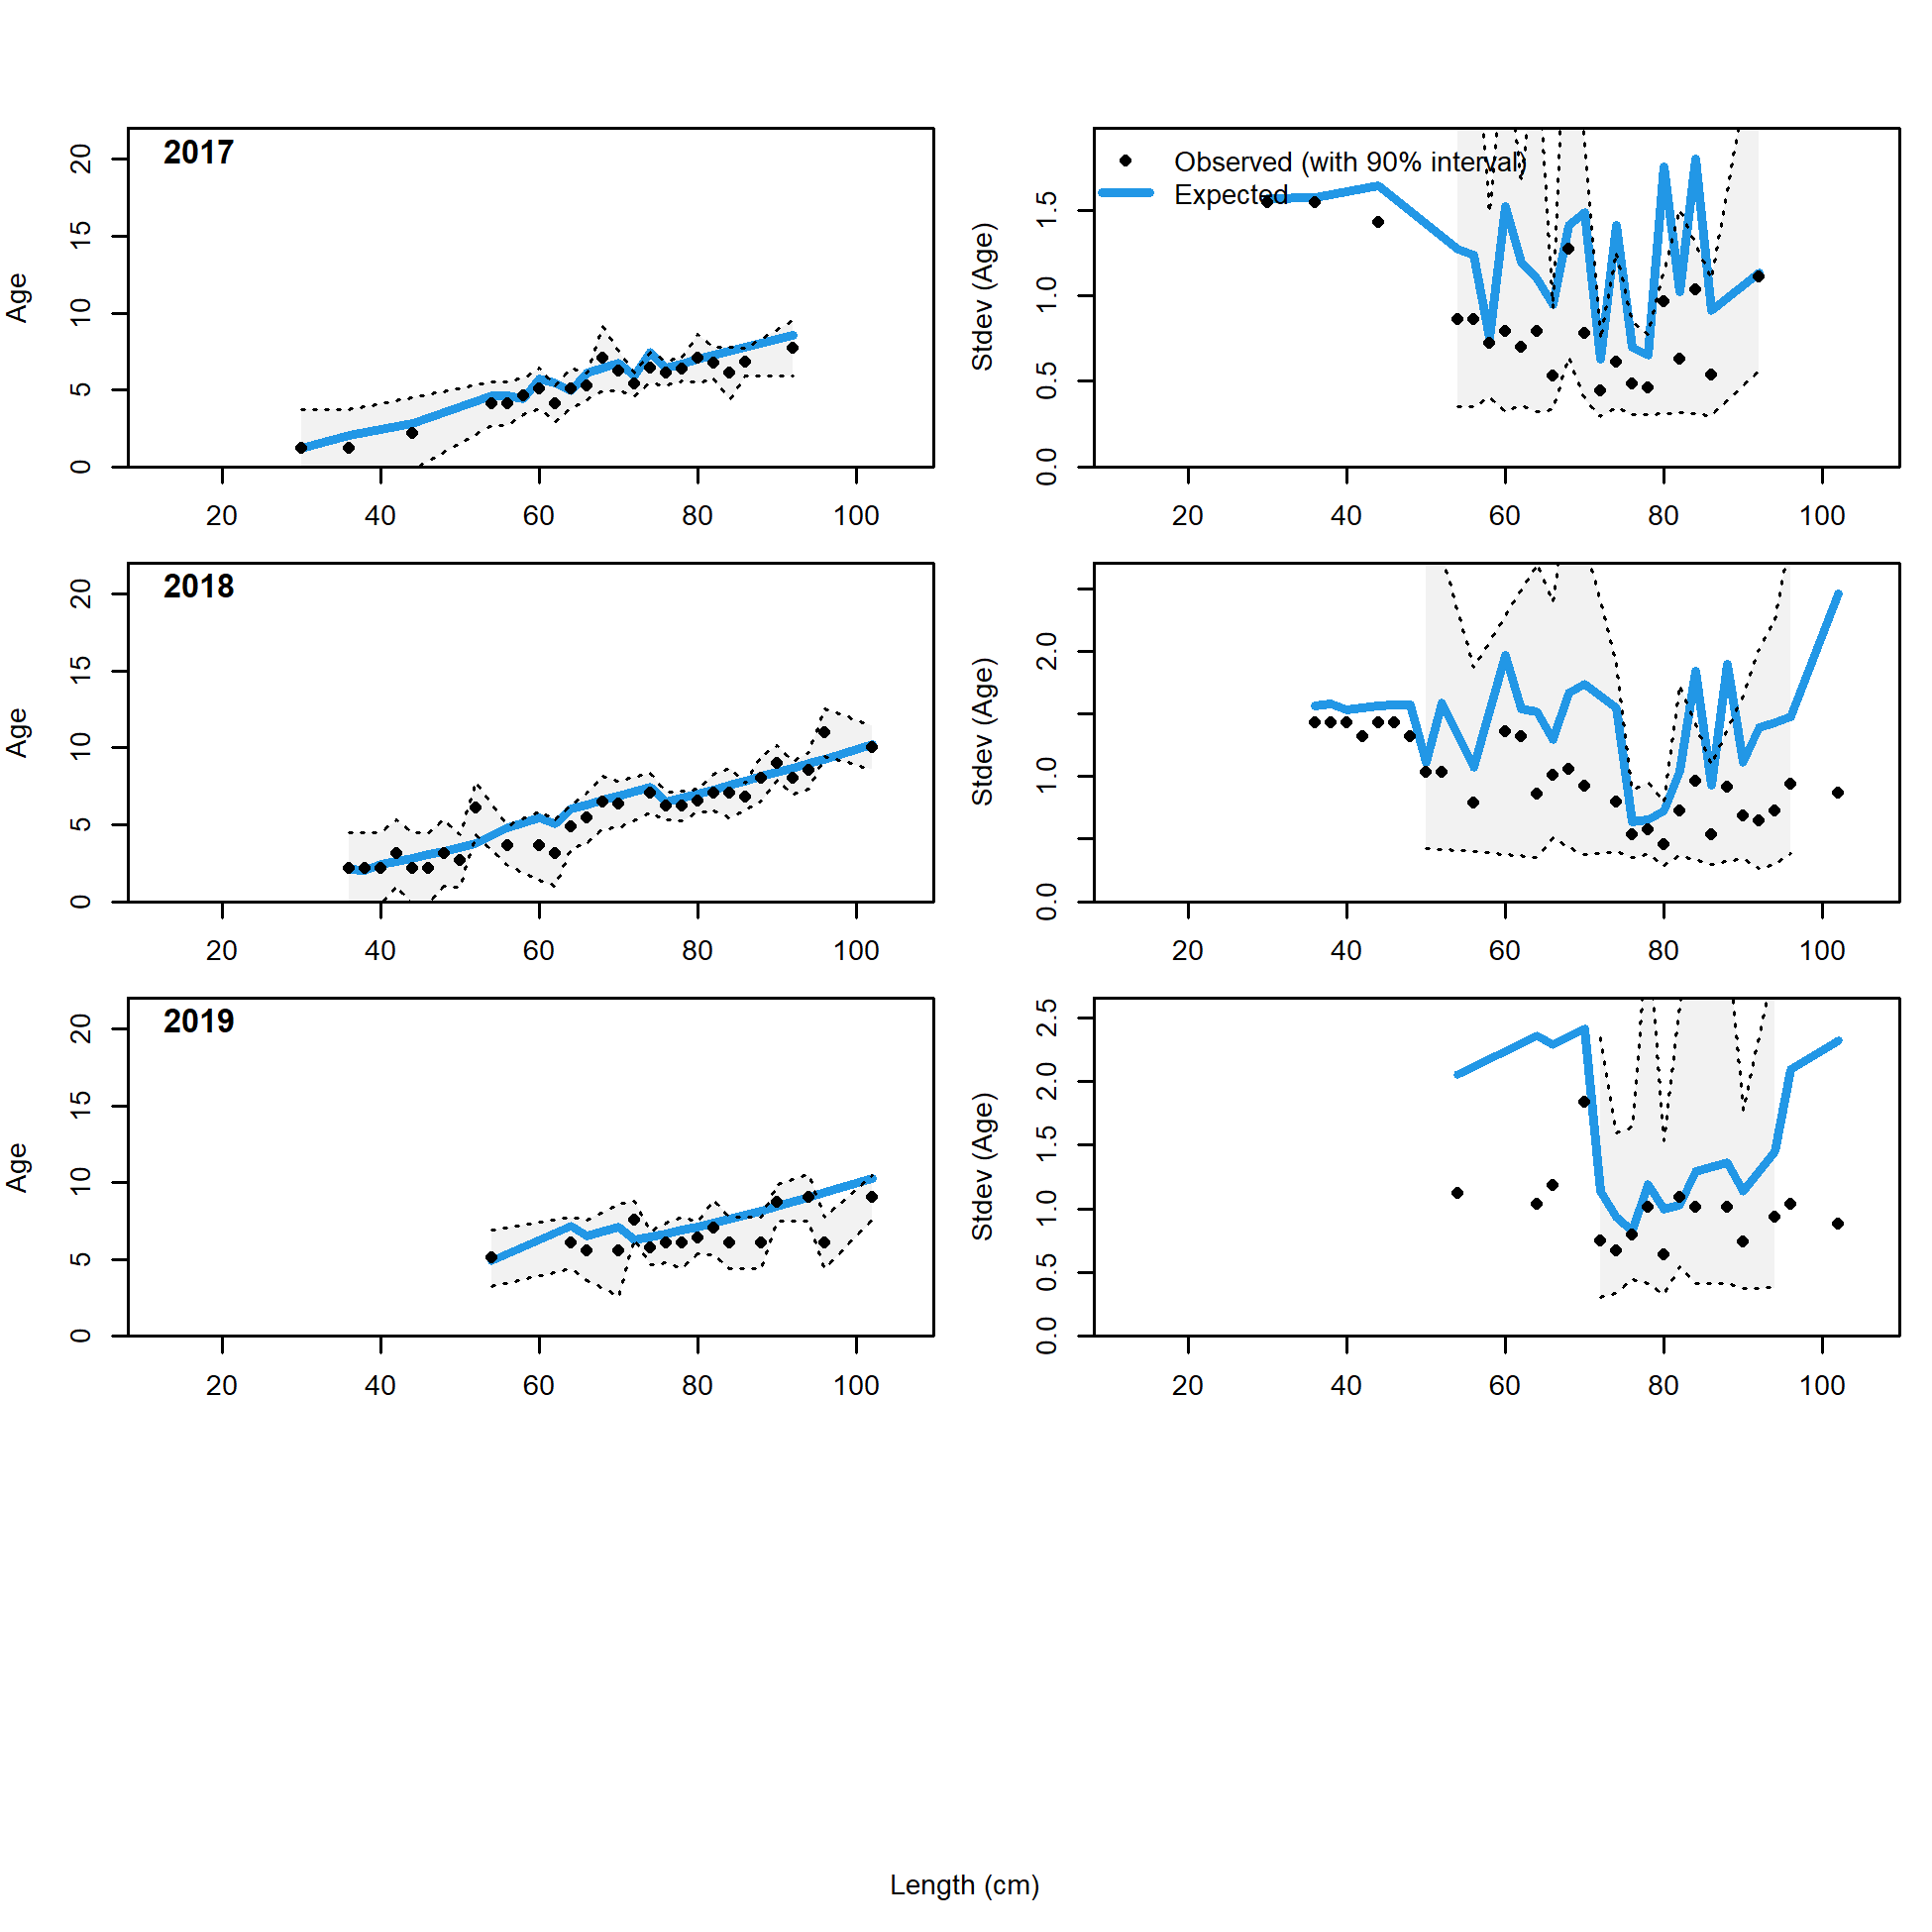 2017
Age
0 5 10 15 20
20 40 60 80 100
Observed (with 90% interval)
Expected
Stdev (Age)
0.0 0.5 1.0 1.5
20 40 60 80 100
2018
Age
0 5 10 15 20
20 40 60 80 100
Stdev (Age)
0.0 1.0 2.0
20 40 60 80 100
2019
Age
0 5 10 15 20
20 40 60 80 100
Stdev (Age)
0.0 0.5 1.0 1.5 2.0 2.5
20 40 60 80 100
Length (cm)